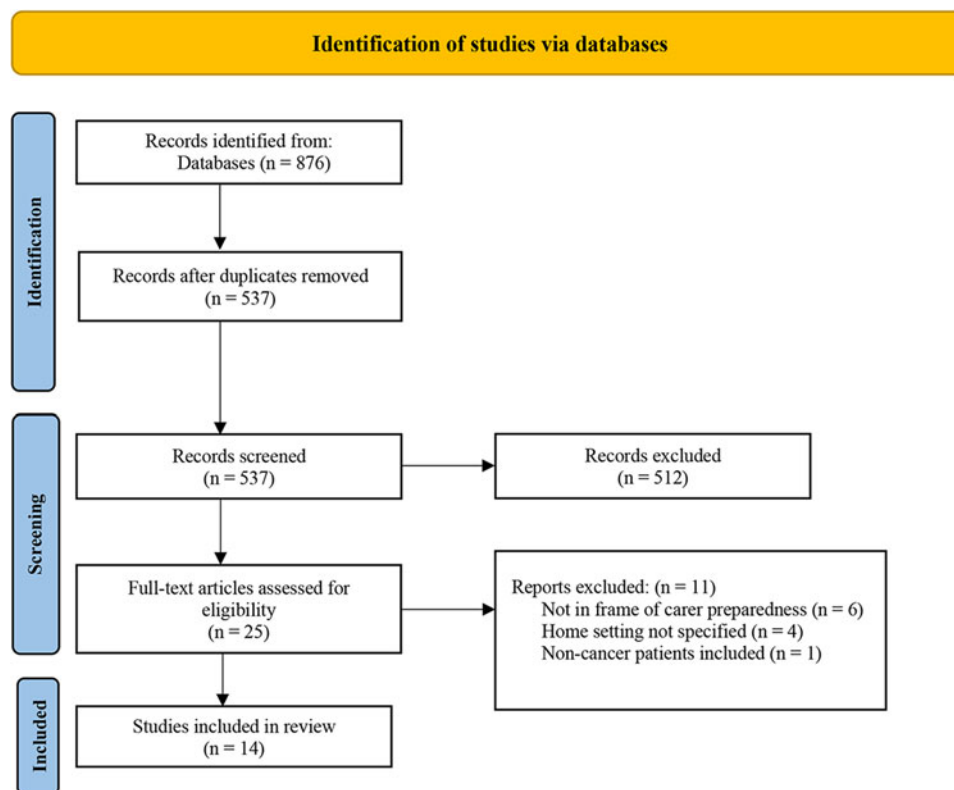 Identification of studies via databases
Identification
Records identified from:
Databases (n = 876)
Records after duplicates removed
(n = 537)
Screening
Records screened
(n = 537)
Records excluded
(n = 512)
Full-text articles assessed for
eligibility
(n = 25)
Reports excluded: (n = 11)
Not in frame of carer preparedness (n = 6)
Home setting not specified (n = 4)
Non-cancer patients included (n = 1)
Included
Studies included in review
(n = 14)